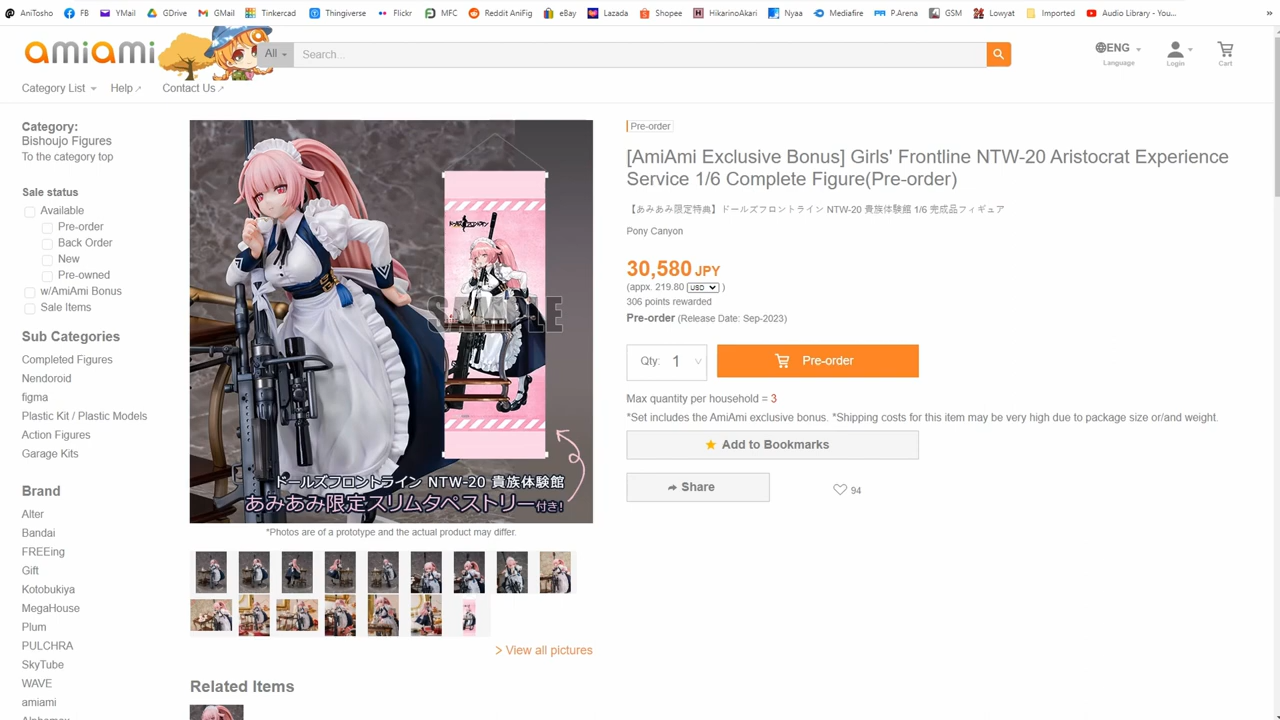 AniTosho
FB
YMail
GDrive
GMail
Tinkercad
Thingiverse
Flickr
MFC
Reddit AniFig
eBay
Lazada
Shopee
HikarinoAkari
Nyaa
Mediafire
P.Arena
GSM
Lowyat
Imported
Audio Library - You...
»
amiami
All
Search...
ENG
Language
Login
Cart
Category List
Help
Contact Us
Category:
Bishoujo Figures
To the category top
Sale status
Available
Pre-order
Back Order
New
Pre-owned
w/AmiAmi Bonus
Sale Items
Sub Categories
Completed Figures
Nendoroid
figma
Plastic Kit / Plastic Models
Action Figures
Garage Kits
Brand
Alter
Bandai
FREEing
Gift
Kotobukiya
MegaHouse
Plum
PULCHRA
SkyTube
WAVE
amiami
ドールズフロントライン
SAMPLE
ドールズフロントライン NTW-20 貴族体験館
あみあみ限定スリムタペストリー付き!
*Photos are of a prototype and the actual product may differ.
> View all pictures
Related Items
Pre-order
[AmiAmi Exclusive Bonus] Girls' Frontline NTW-20 Aristocrat Experience
Service 1/6 Complete Figure(Pre-order)
【あみあみ限定特典】ドールズフロントライン NTW-20 貴族体験館 1/6 完成品フィギュア
Pony Canyon
30,580 JPY
(appx. 219.80 USD )
306 points rewarded
Pre-order (Release Date: Sep-2023)
Qty: 1
Pre-order
Max quantity per household = 3
*Set includes the AmiAmi exclusive bonus. *Shipping costs for this item may be very high due to package size or/and weight.
Add to Bookmarks
Share
94